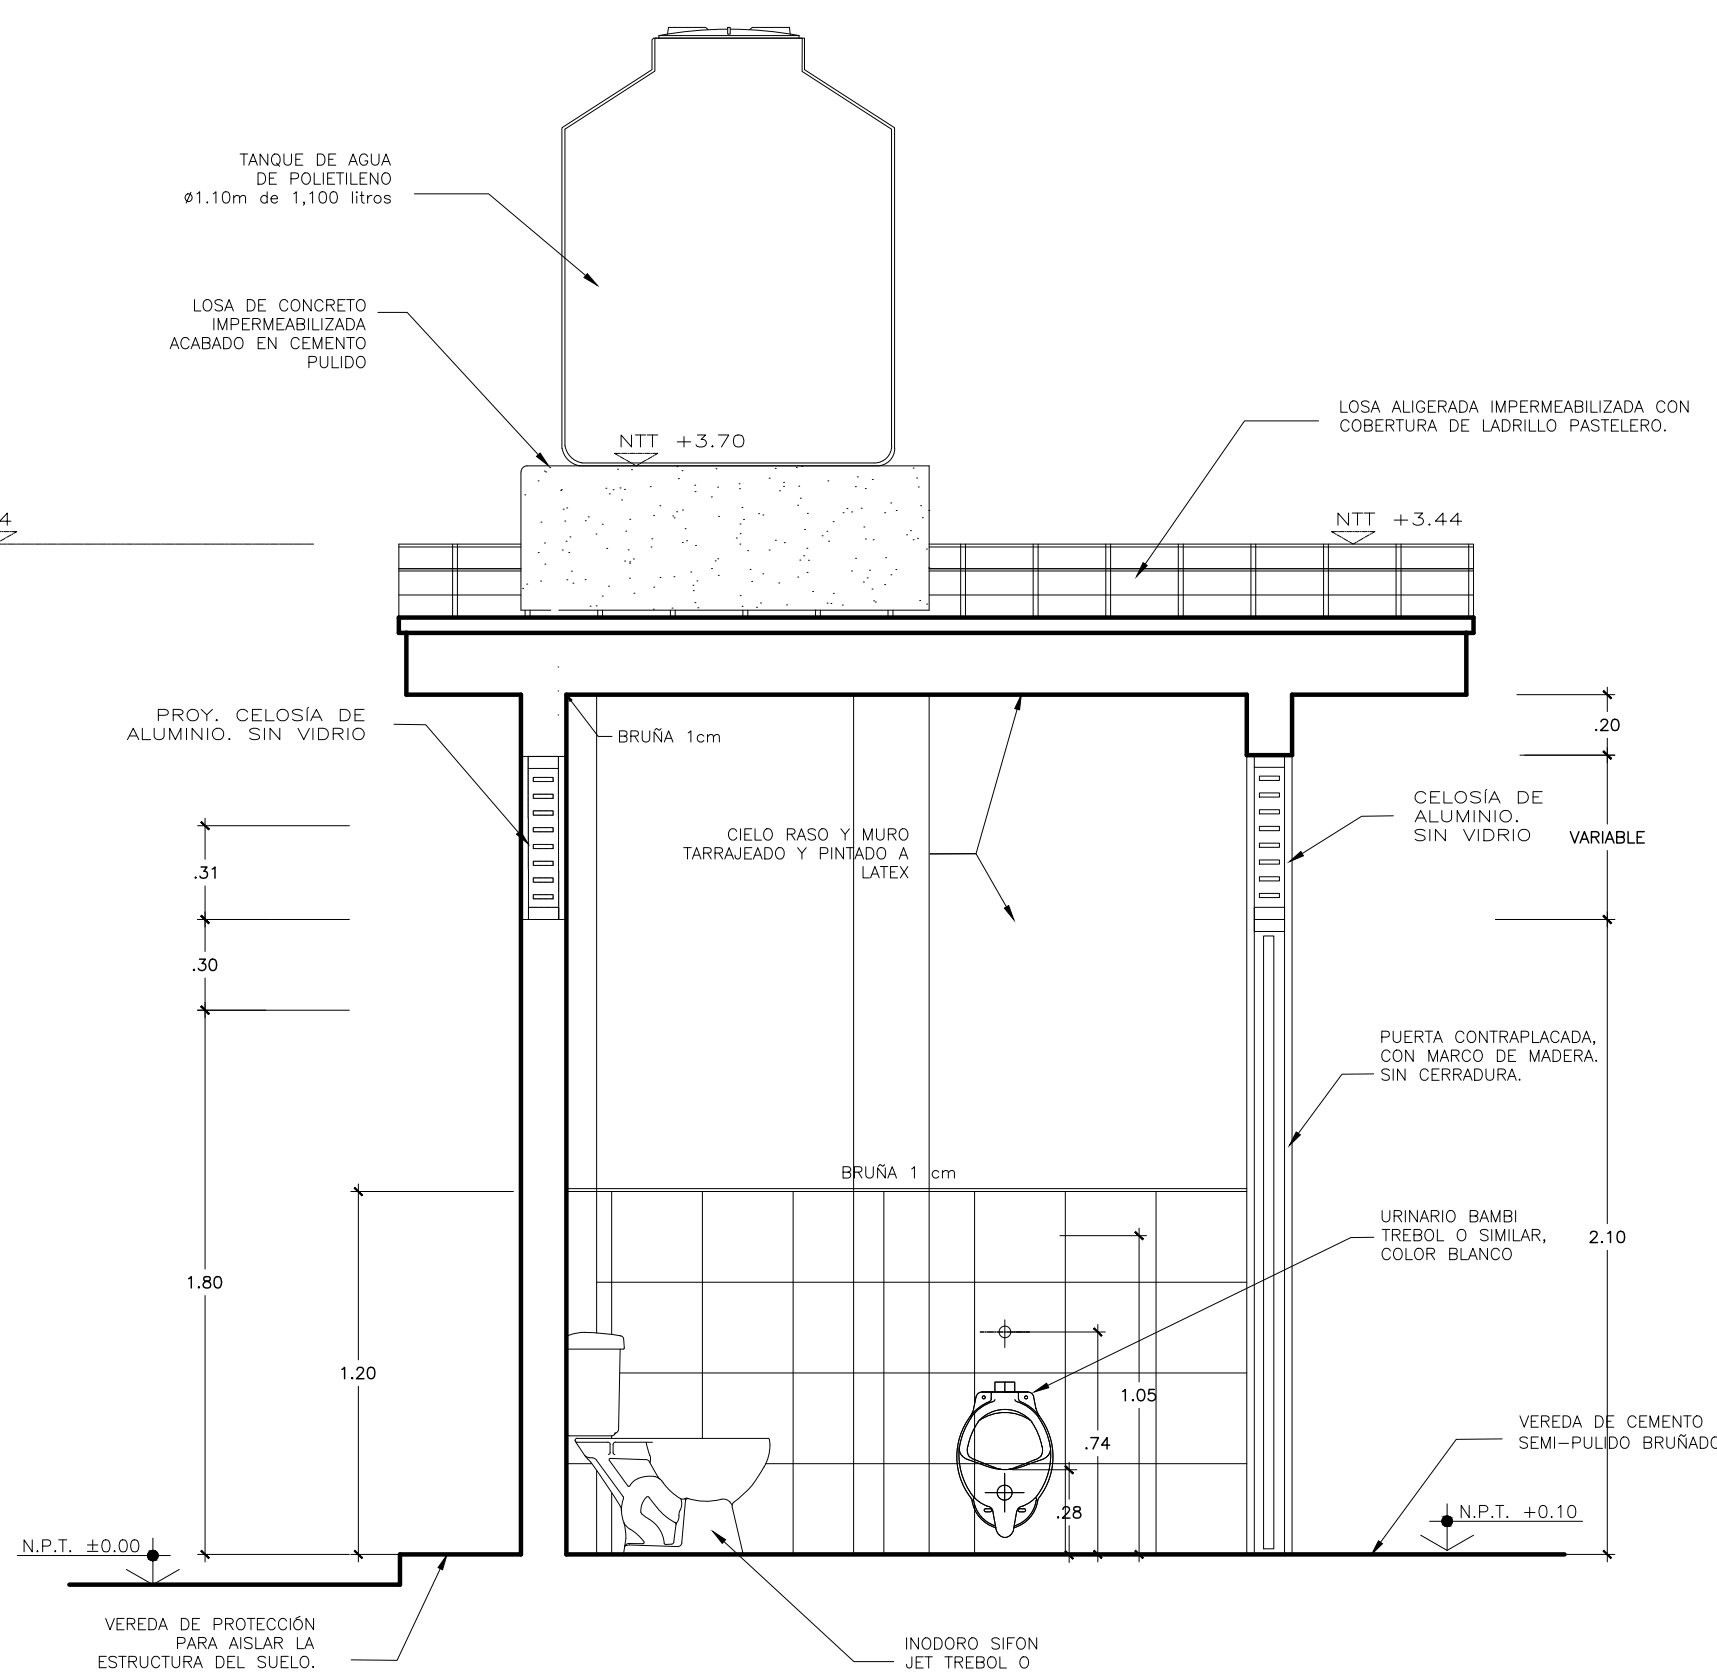 TANQUE DE AGUA
DE POLIETILENO
ø1.10m de 1,100 litros
LOSA DE CONCRETO
IMPERMEABILIZADA
ACABADO EN CEMENTO
PULIDO
LOSA ALIGERADA IMPERMEABILIZADA CON
COBERTURA DE LADRILLO PASTELERO.
NTT +3.70
4
NTT +3.44
PROY. CELOSÍA DE
ALUMINIO. SIN VIDRIO
BRUÑA 1cm
.20
CELOSÍA DE
ALUMINIO.
SIN VIDRIO
VARIABLE
CIELO RASO Y MURO
TARRAJEADO Y PINTADO A
LATEX
.31
.30
PUERTA CONTRAPLACADA,
CON MARCO DE MADERA.
SIN CERRADURA.
BRUÑA 1 cm
URINARIO BAMBI
TREBOL O SIMILAR,
COLOR BLANCO
2.10
1.80
1.20
1.05
.74
.28
VEREDA DE CEMENTO
SEMI-PULIDO BRUÑADO
N.P.T. +0.10
N.P.T. ±0.00
VEREDA DE PROTECCIÓN
PARA AISLAR LA
ESTRUCTURA DEL SUELO.
INODORO SIFON
JET TREBOL O